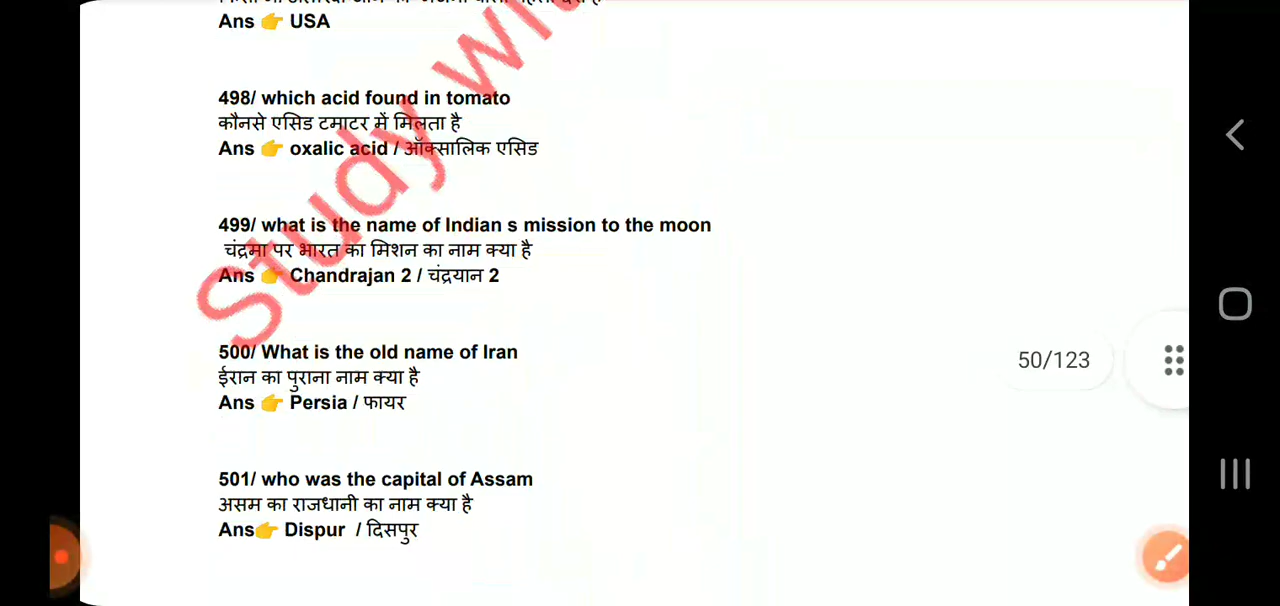 Ans 👉 USA
498/ which acid found in tomato
कौनसे एसिड टमाटर में मिलता है
Ans 👉 oxalic acid / ऑक्सालिक एसिड
499/ what is the name of Indian s mission to the moon
चंद्रमा पर भारत का मिशन का नाम क्या है
Ans 👉 Chandrajan 2 / चंद्रयान 2
500/ What is the old name of Iran
ईरान का पुराना नाम क्या है
Ans 👉 Persia / फायर
501/ who was the capital of Assam
असम का राजधानी का नाम क्या है
Ans👉 Dispur / दिसपुर
Study wi
50/123